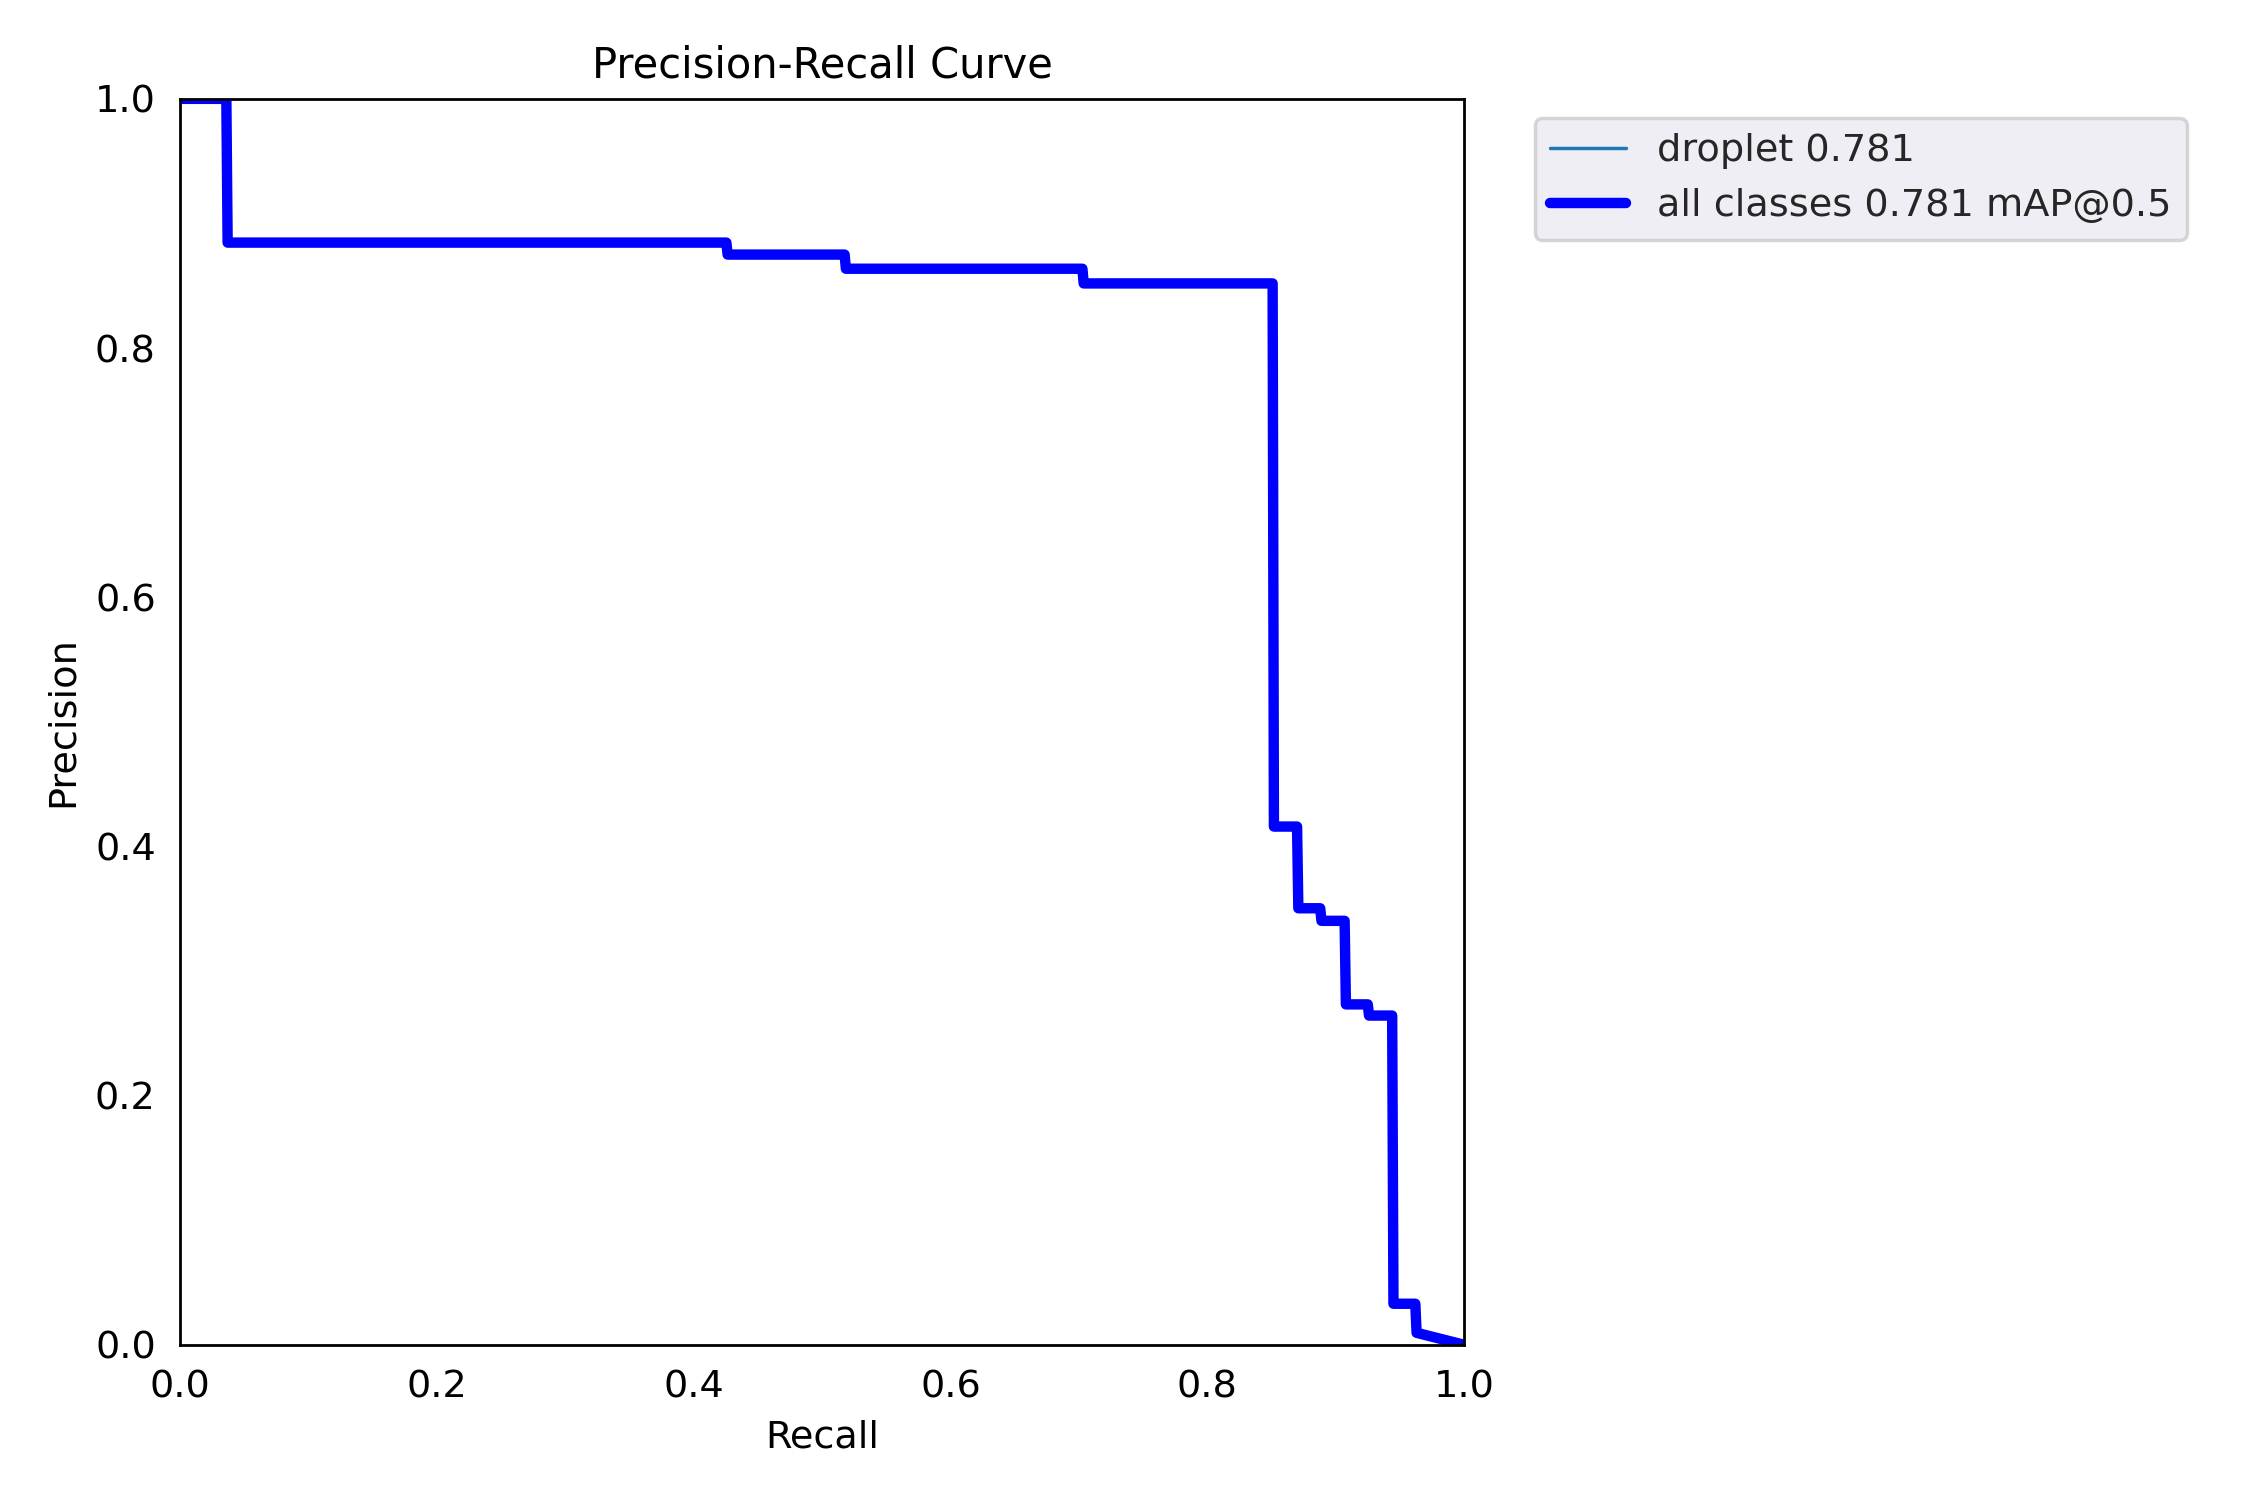 Precision-Recall Curve
1.0
0.8
0.6
0.4
0.2
0.0
Precision
0.0 0.2 0.4 0.6 0.8 1.0
Recall
droplet 0.781
all classes 0.781 mAP@0.5